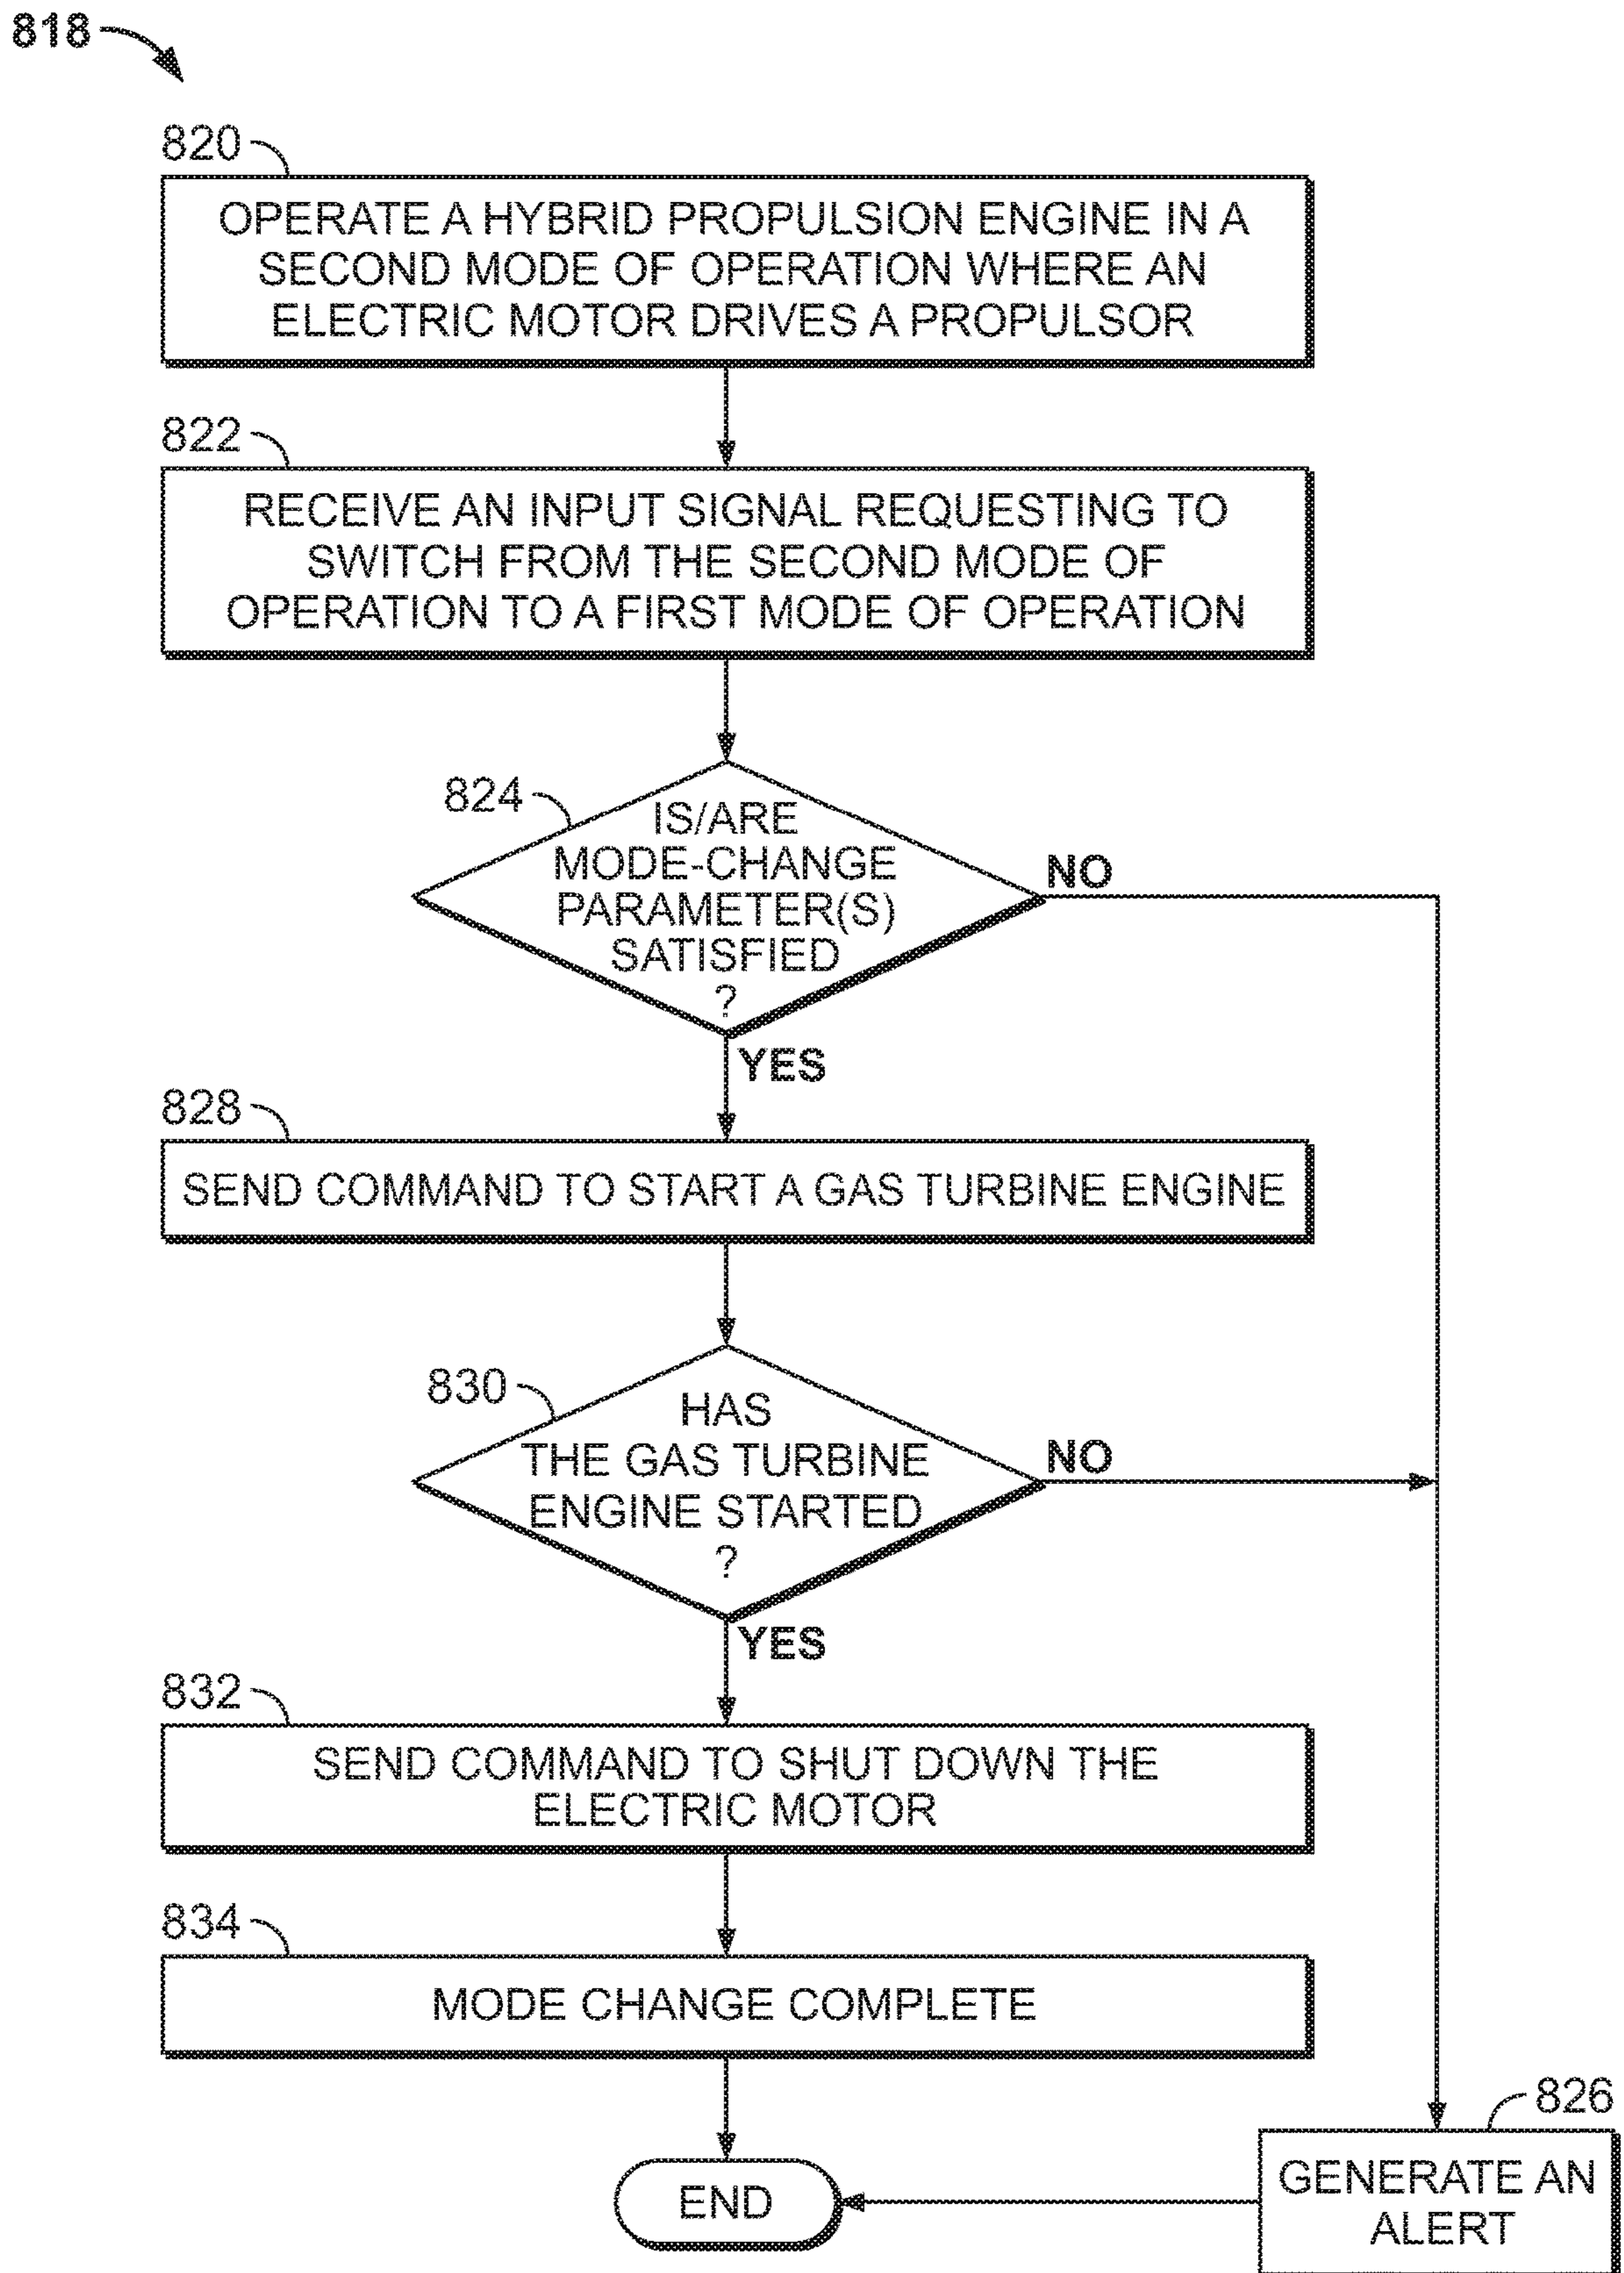 818
820
OPERATE A HYBRID PROPULSION ENGINE IN A
SECOND MODE OF OPERATION WHERE AN
ELECTRIC MOTOR DRIVES A PROPULSOR
822
RECEIVE AN INPUT SIGNAL REQUESTING TO
SWITCH FROM THE SECOND MODE OF
OPERATION TO A FIRST MODE OF OPERATION
824
IS/ARE
MODE-CHANGE
PARAMETER(S)
SATISFIED
?
NO
YES
828
SEND COMMAND TO START A GAS TURBINE ENGINE
830
HAS
THE GAS TURBINE
ENGINE STARTED
?
NO
YES
832
SEND COMMAND TO SHUT DOWN THE
ELECTRIC MOTOR
834
MODE CHANGE COMPLETE
826
GENERATE AN
ALERT
END